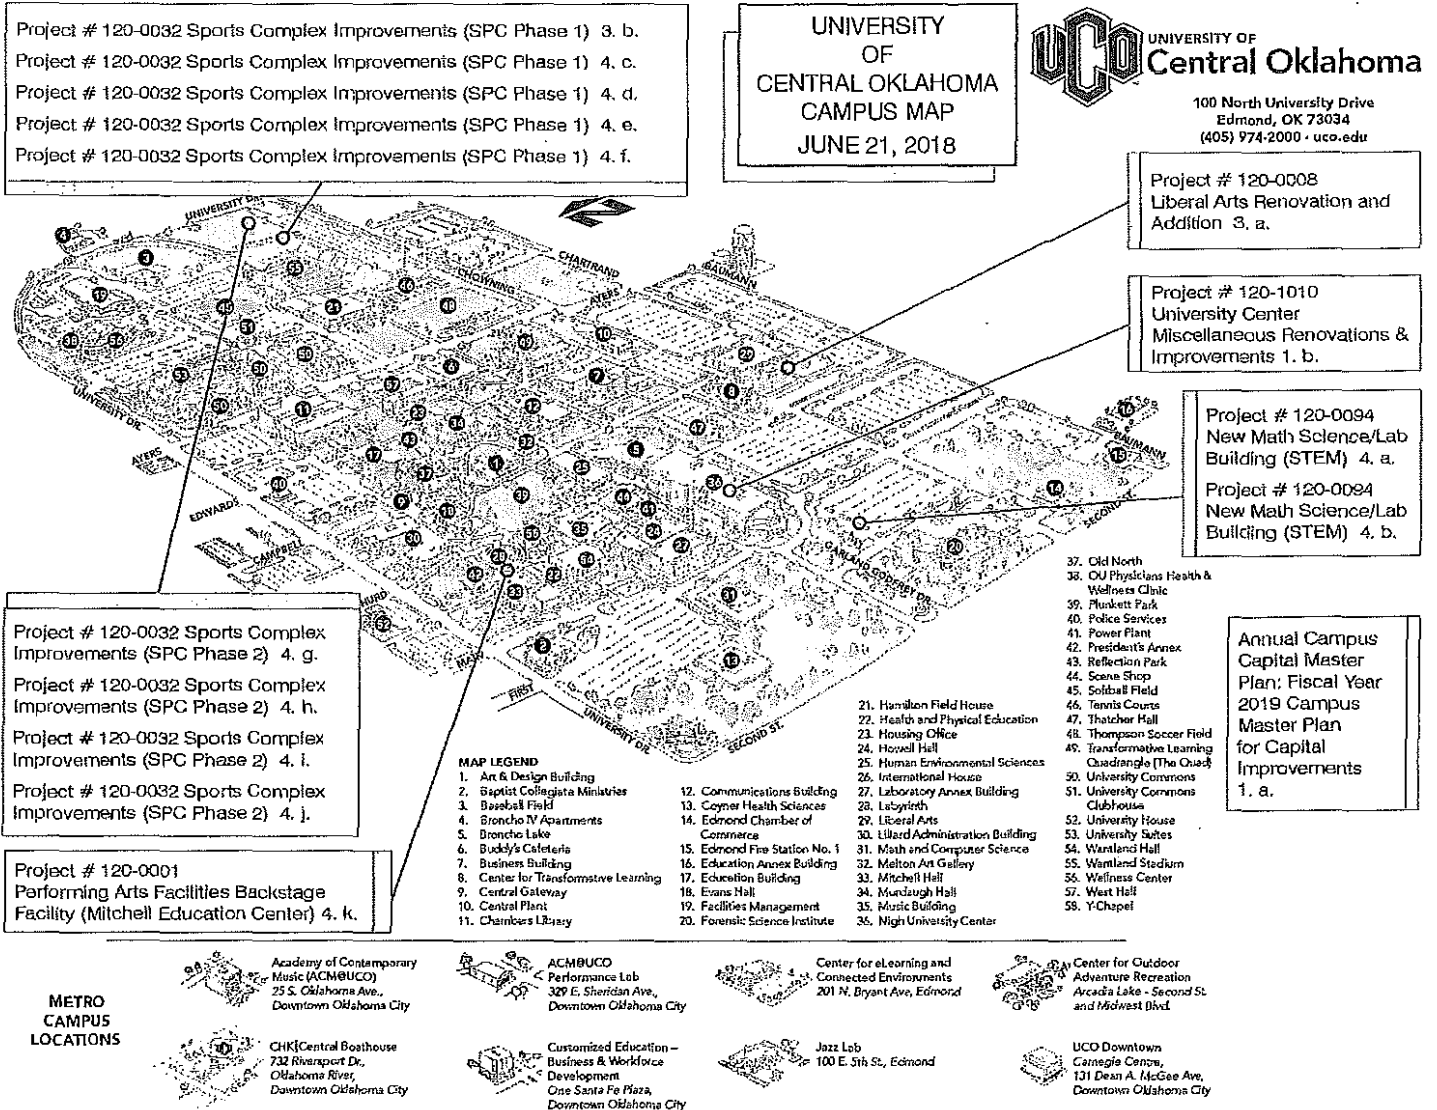 Project # 120-0032 Sports Complex Improvements (SPC Phase 1) 3. b.
Project # 120-0032 Sports Complex Improvements (SPC Phase 1) 4. c.
Project # 120-0032 Sports Complex Improvements (SPC Phase 1) 4. d.
Project # 120-0032 Sports Complex Improvements (SPC Phase 1) 4. e.
Project # 120-0032 Sports Complex Improvements (SPC Phase 1) 4. f.
UNIVERSITY
OF
CENTRAL OKLAHOMA
CAMPUS MAP
JUNE 21, 2018
UCO
UNIVERSITY OF
Central Oklahoma
100 North University Drive
Edmond, OK 73034
(405) 974-2000 • uco.edu
Project # 120-0008
Liberal Arts Renovation and
Addition 3. a.
Project # 120-1010
University Center
Miscellaneous Renovations &
Improvements 1. b.
Project # 120-0094
New Math Science/Lab
Building (STEM) 4. a.
Project # 120-0094
New Math Science/Lab
Building (STEM) 4. b.
UNIVERSITY DR.
CHOWNING
CHARTRAND
AYERS
BAUMANN
UNIVERSITY DR.
AYERS
EDWARDS
CAMPBELL
HURD
MAIN
FIRST
UNIVERSITY DR.
SECOND ST.
GARLAND GODFREY DR.
SECOND ST.
BAUMANN
Project # 120-0032 Sports Complex
Improvements (SPC Phase 2) 4. g.
Project # 120-0032 Sports Complex
Improvements (SPC Phase 2) 4. h.
Project # 120-0032 Sports Complex
Improvements (SPC Phase 2) 4. i.
Project # 120-0032 Sports Complex
Improvements (SPC Phase 2) 4. j.
Project # 120-0001
Performing Arts Facilities Backstage
Facility (Mitchell Education Center) 4. k.
MAP LEGEND
1. Art & Design Building
2. Baptist Collegiate Ministries
3. Baseball Field
4. Broncho IV Apartments
5. Broncho Lake
6. Buddy's Cafeteria
7. Business Building
8. Center for Transformative Learning
9. Central Gateway
10. Central Plant
11. Chambers Library
12. Communications Building
13. Coyner Health Sciences
14. Edmond Chamber of
Commerce
15. Edmond Fire Station No. 1
16. Education Annex Building
17. Education Building
18. Evans Hall
19. Facilities Management
20. Forensic Science Institute
21. Hamilton Field House
22. Health and Physical Education
23. Housing Office
24. Howell Hall
25. Human Environmental Sciences
26. International House
27. Laboratory Annex Building
28. Labyrinth
29. Liberal Arts
30. Lillard Administration Building
31. Math and Computer Science
32. Melton Art Gallery
33. Mitchell Hall
34. Murdaugh Hall
35. Music Building
36. Nigh University Center
37. Old North
38. OU Physicians Health &
Wellness Clinic
39. Plunkett Park
40. Police Services
41. Power Plant
42. President's Annex
43. Reflection Park
44. Scene Shop
45. Softball Field
46. Tennis Courts
47. Thatcher Hall
48. Thompson Soccer Field
49. Transformative Learning
Quadrangle [The Quad]
50. University Commons
51. University Commons
Clubhouse
52. University House
53. University Suites
54. Wantland Hall
55. Wantland Stadium
56. Wellness Center
57. West Hall
58. Y-Chapel
Annual Campus
Capital Master
Plan: Fiscal Year
2019 Campus
Master Plan
for Capital
Improvements
1. a.
METRO
CAMPUS
LOCATIONS
Academy of Contemporary
Music (ACM@UCO)
25 S. Oklahoma Ave.,
Downtown Oklahoma City
ACM@UCO
Performance Lab
329 E. Sheridan Ave.,
Downtown Oklahoma City
Center for eLearning and
Connected Environments
201 N. Bryant Ave, Edmond
Center for Outdoor
Adventure Recreation
Arcadia Lake - Second St.
and Midwest Blvd.
CHK|Central Boathouse
732 Riversport Dr.,
Oklahoma River,
Downtown Oklahoma City
Customized Education –
Business & Workforce
Development
One Santa Fe Plaza,
Downtown Oklahoma City
Jazz Lab
100 E. 5th St., Edmond
UCO Downtown
Carnegie Centre,
131 Dean A. McGee Ave,
Downtown Oklahoma City